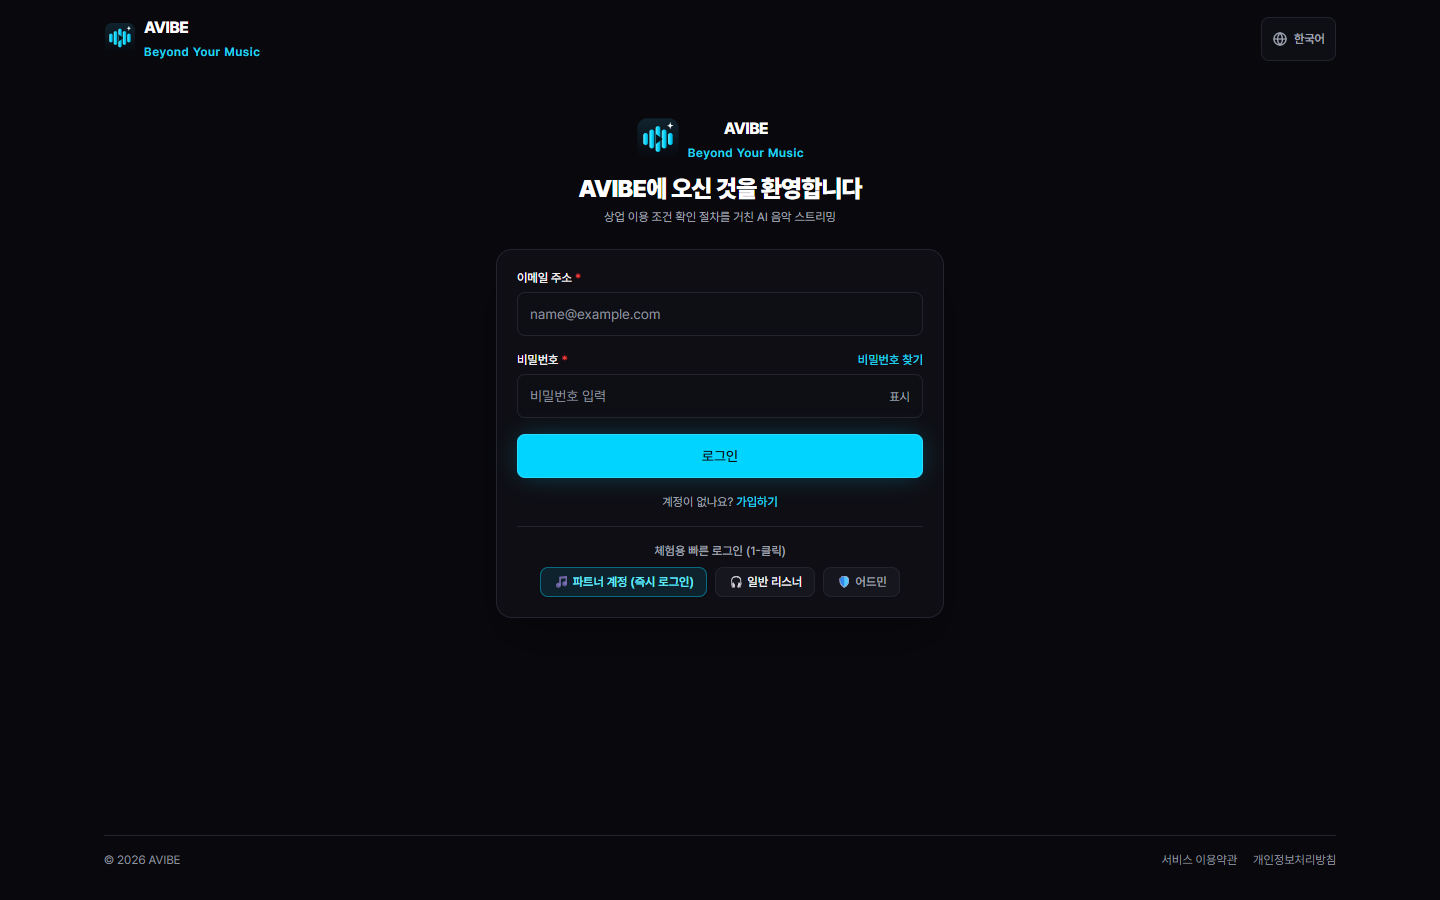 AVIBE
Beyond Your Music
한국어
AVIBE
Beyond Your Music
AVIBE에 오신 것을 환영합니다
상업 이용 조건 확인 절차를 거친 AI 음악 스트리밍
이메일 주소 *
name@example.com
비밀번호 * 비밀번호 찾기
비밀번호 입력 표시
로그인
계정이 없나요? 가입하기
체험용 빠른 로그인 (1-클릭)
파트너 계정 (즉시 로그인) 일반 리스너 어드민
© 2026 AVIBE 서비스 이용약관 개인정보처리방침